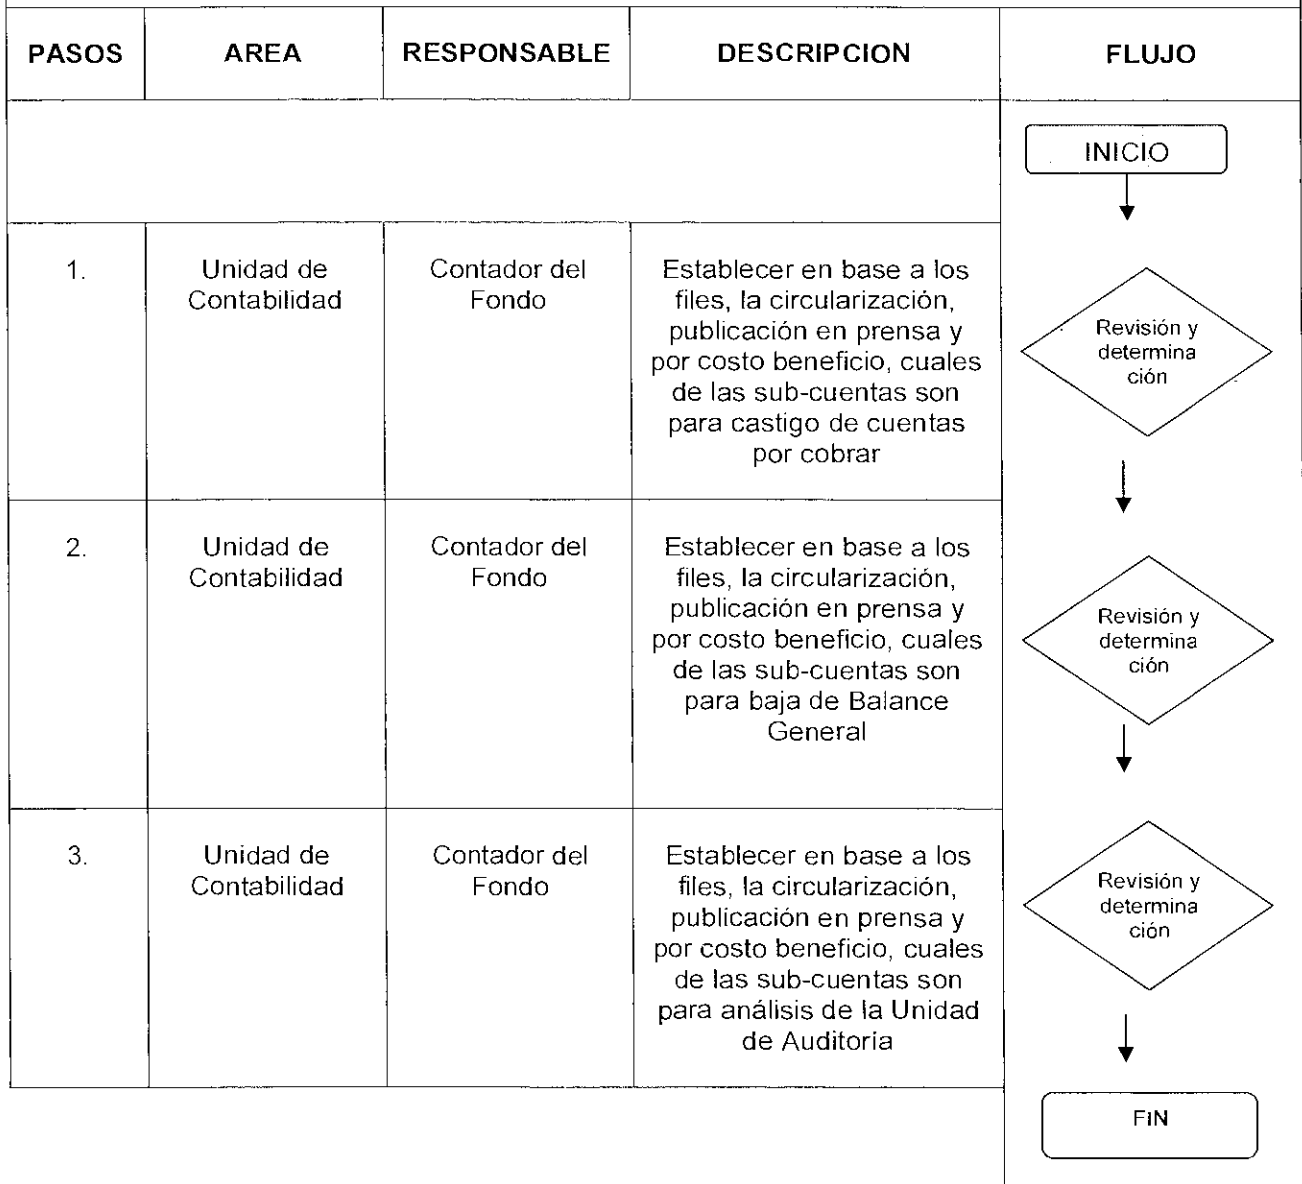 PASOS AREA RESPONSABLE DESCRIPCION FLUJO
INICIO
1.
Unidad de
Contabilidad
Contador del
Fondo
Establecer en base a los
files, la circularización,
publicación en prensa y
por costo beneficio, cuales
de las sub-cuentas son
para castigo de cuentas
por cobrar
Revisión y
determina
ción
2.
Unidad de
Contabilidad
Contador del
Fondo
Establecer en base a los
files, la circularización,
publicación en prensa y
por costo beneficio, cuales
de las sub-cuentas son
para baja de Balance
General
Revisión y
determina
ción
3.
Unidad de
Contabilidad
Contador del
Fondo
Establecer en base a los
files, la circularización,
publicación en prensa y
por costo beneficio, cuales
de las sub-cuentas son
para análisis de la Unidad
de Auditoría
Revisión y
determina
ción
FIN